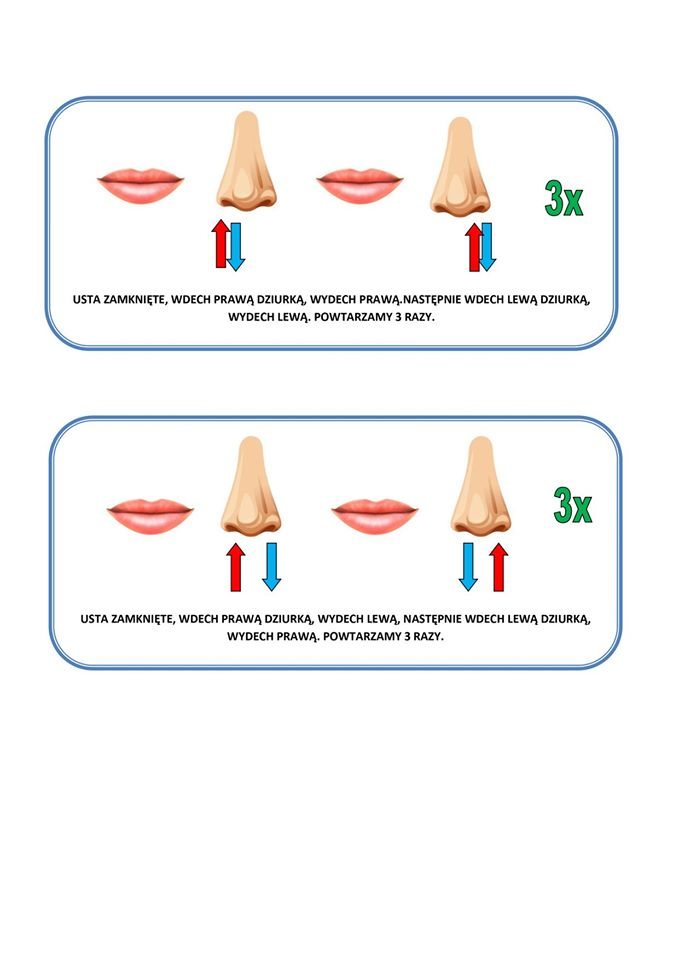 3x
USTA ZAMKNIĘTE, WDECH PRAWĄ DZIURKĄ, WYDECH PRAWĄ.NASTĘPNIE WDECH LEWĄ DZIURKĄ,
WYDECH LEWĄ. POWTARZAMY 3 RAZY.
3x
USTA ZAMKNIĘTE, WDECH PRAWĄ DZIURKĄ, WYDECH LEWĄ, NASTĘPNIE WDECH LEWĄ DZIURKĄ,
WYDECH PRAWĄ. POWTARZAMY 3 RAZY.